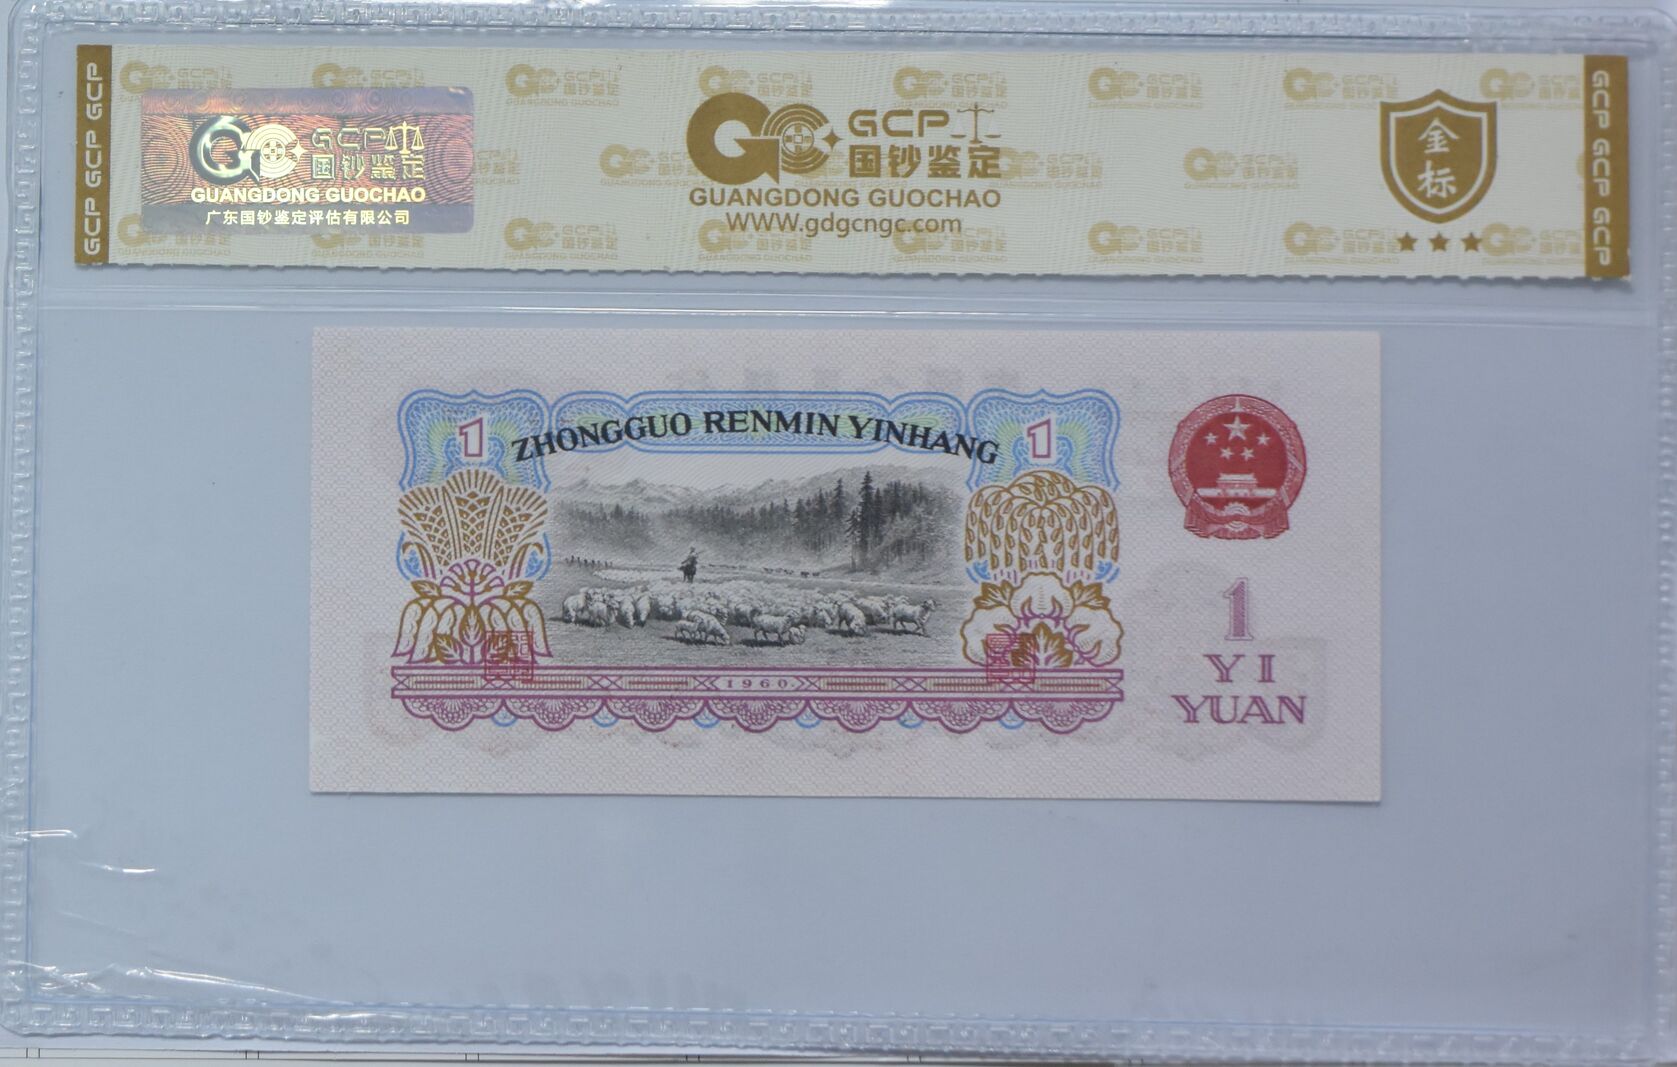 GCP GCP GCP
GCP
国钞鉴定
GUANGDONG GUOCHAO
广东国钞鉴定评估有限公司
GCP
国钞鉴定
GUANGDONG GUOCHAO
WWW.gdgcngc.com
金标
GCP GCP GCP
1
ZHONGGUO RENMIN YINHANG
1
1960
1
YI
YUAN